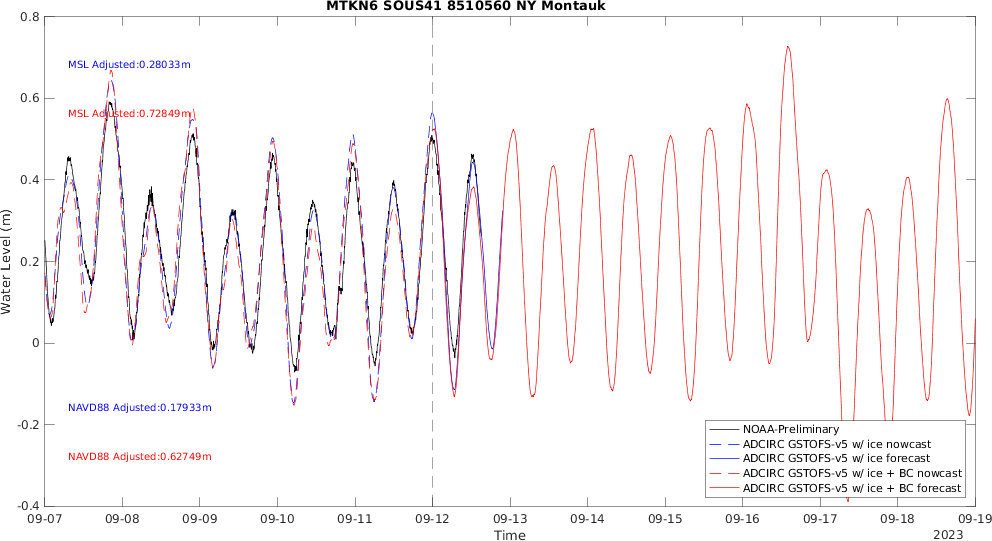 MTKN6 SOUS41 8510560 NY Montauk
0.8
0.6
0.4
0.2
0
-0.2
-0.4
Water Level (m)
MSL Adjusted:0.28033m
MSL Adjusted:0.72849m
NAVD88 Adjusted:0.17933m
NAVD88 Adjusted:0.62749m
NOAA-Preliminary
ADCIRC GSTOFS-v5 w/ ice nowcast
ADCIRC GSTOFS-v5 w/ ice forecast
ADCIRC GSTOFS-v5 w/ ice + BC nowcast
ADCIRC GSTOFS-v5 w/ ice + BC forecast
09-07 09-08 09-09 09-10 09-11 09-12 09-13 09-14 09-15 09-16 09-17 09-18 09-19
Time
2023